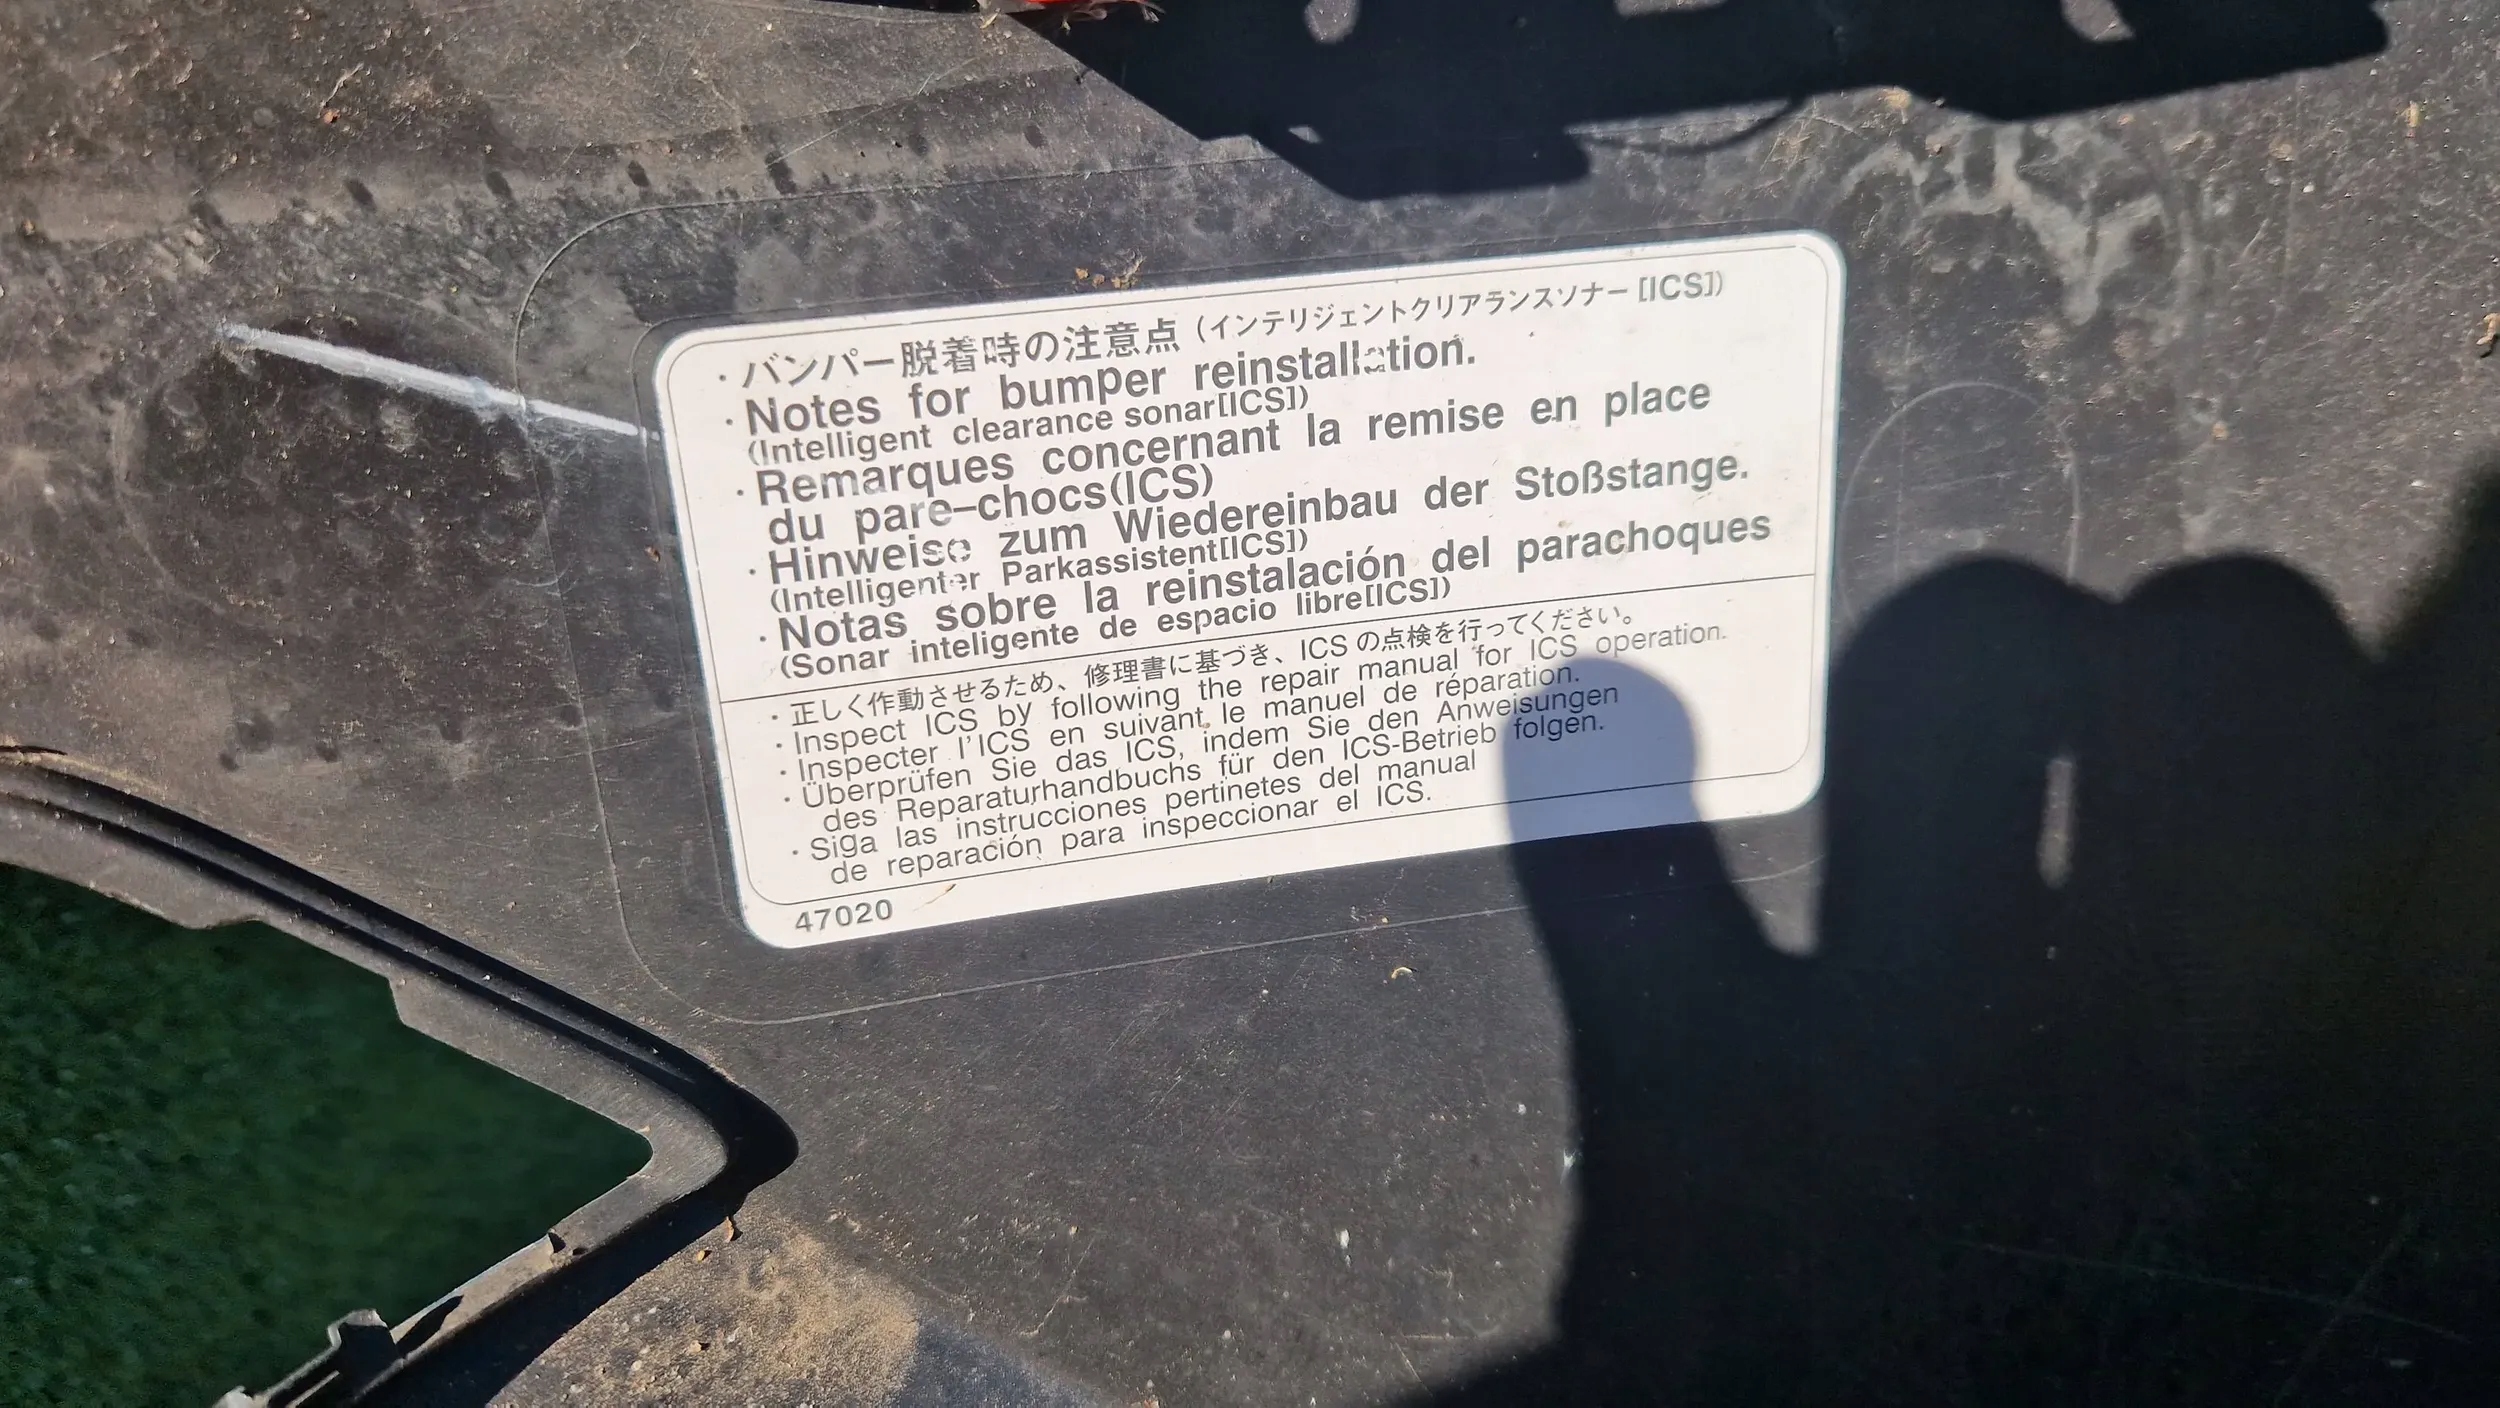 ・バンパー脱着時の注意点（インテリジェントクリアランスソナー[ICS]）
・Notes for bumper reinstallation.
(Intelligent clearance sonar[ICS])
・Remarques concernant la remise en place
du pare-chocs(ICS)
・Hinweise zum Wiedereinbau der Stoßstange.
(Intelligenter Parkassistent[ICS])
・Notas sobre la reinstalación del parachoques
(Sonar inteligente de espacio libre[ICS])
・正しく作動させるため、修理書に基づき、ICSの点検を行ってください。
・Inspect ICS by following the repair manual for ICS operation.
・Inspecter l'ICS en suivant le manuel de réparation.
・Überprüfen Sie das ICS, indem Sie den Anweisungen
des Reparaturhandbuchs für den ICS-Betrieb folgen.
・Siga las instrucciones pertinetes del manual
de reparación para inspeccionar el ICS.
47020